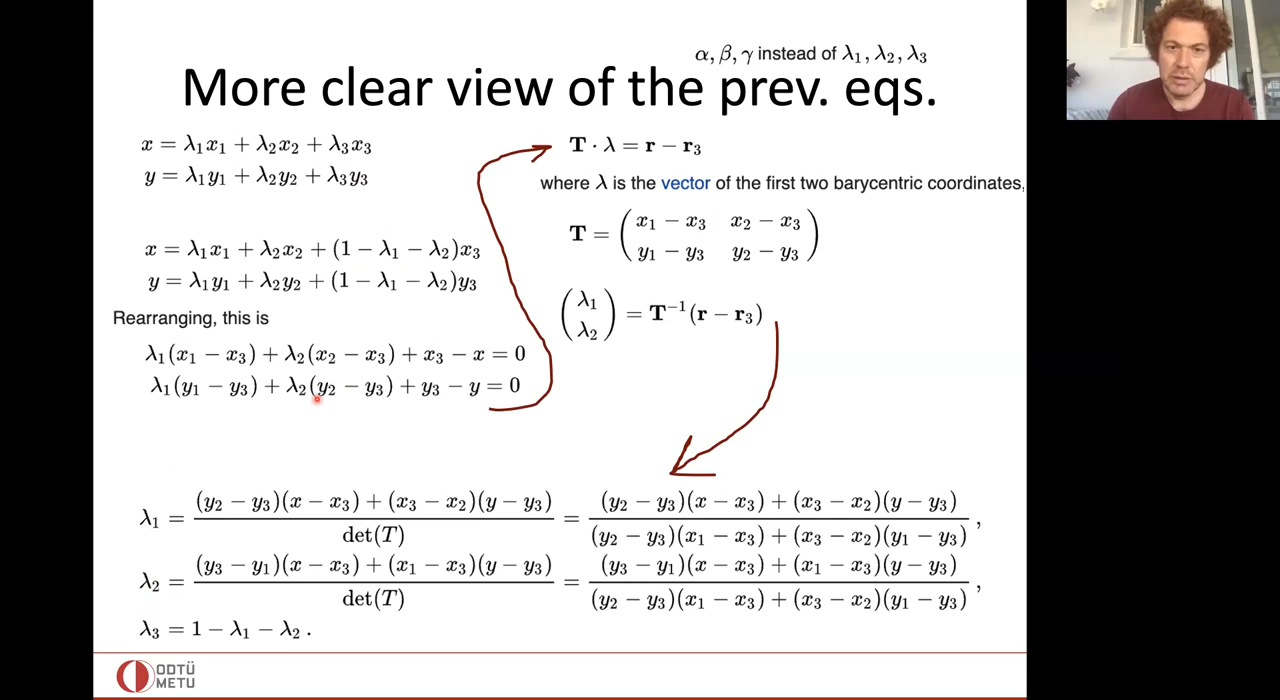 α, β, γ instead of λ₁, λ₂, λ₃
More clear view of the prev. eqs.
x = λ₁x₁ + λ₂x₂ + λ₃x₃
y = λ₁y₁ + λ₂y₂ + λ₃y₃
x = λ₁x₁ + λ₂x₂ + (1 − λ₁ − λ₂)x₃
y = λ₁y₁ + λ₂y₂ + (1 − λ₁ − λ₂)y₃
Rearranging, this is
λ₁(x₁ − x₃) + λ₂(x₂ − x₃) + x₃ − x = 0
λ₁(y₁ − y₃) + λ₂(y₂ − y₃) + y₃ − y = 0
T · λ = r − r₃
where λ is the vector of the first two barycentric coordinates,
T = ( x₁ − x₃ x₂ − x₃
y₁ − y₃ y₂ − y₃ )
( λ₁
λ₂ ) = T⁻¹(r − r₃)
λ₁ = (y₂ − y₃)(x − x₃) + (x₃ − x₂)(y − y₃) / det(T) = (y₂ − y₃)(x − x₃) + (x₃ − x₂)(y − y₃) / (y₂ − y₃)(x₁ − x₃) + (x₃ − x₂)(y₁ − y₃) ,
λ₂ = (y₃ − y₁)(x − x₃) + (x₁ − x₃)(y − y₃) / det(T) = (y₃ − y₁)(x − x₃) + (x₁ − x₃)(y − y₃) / (y₂ − y₃)(x₁ − x₃) + (x₃ − x₂)(y₁ − y₃) ,
λ₃ = 1 − λ₁ − λ₂ .
ODTÜ
METU